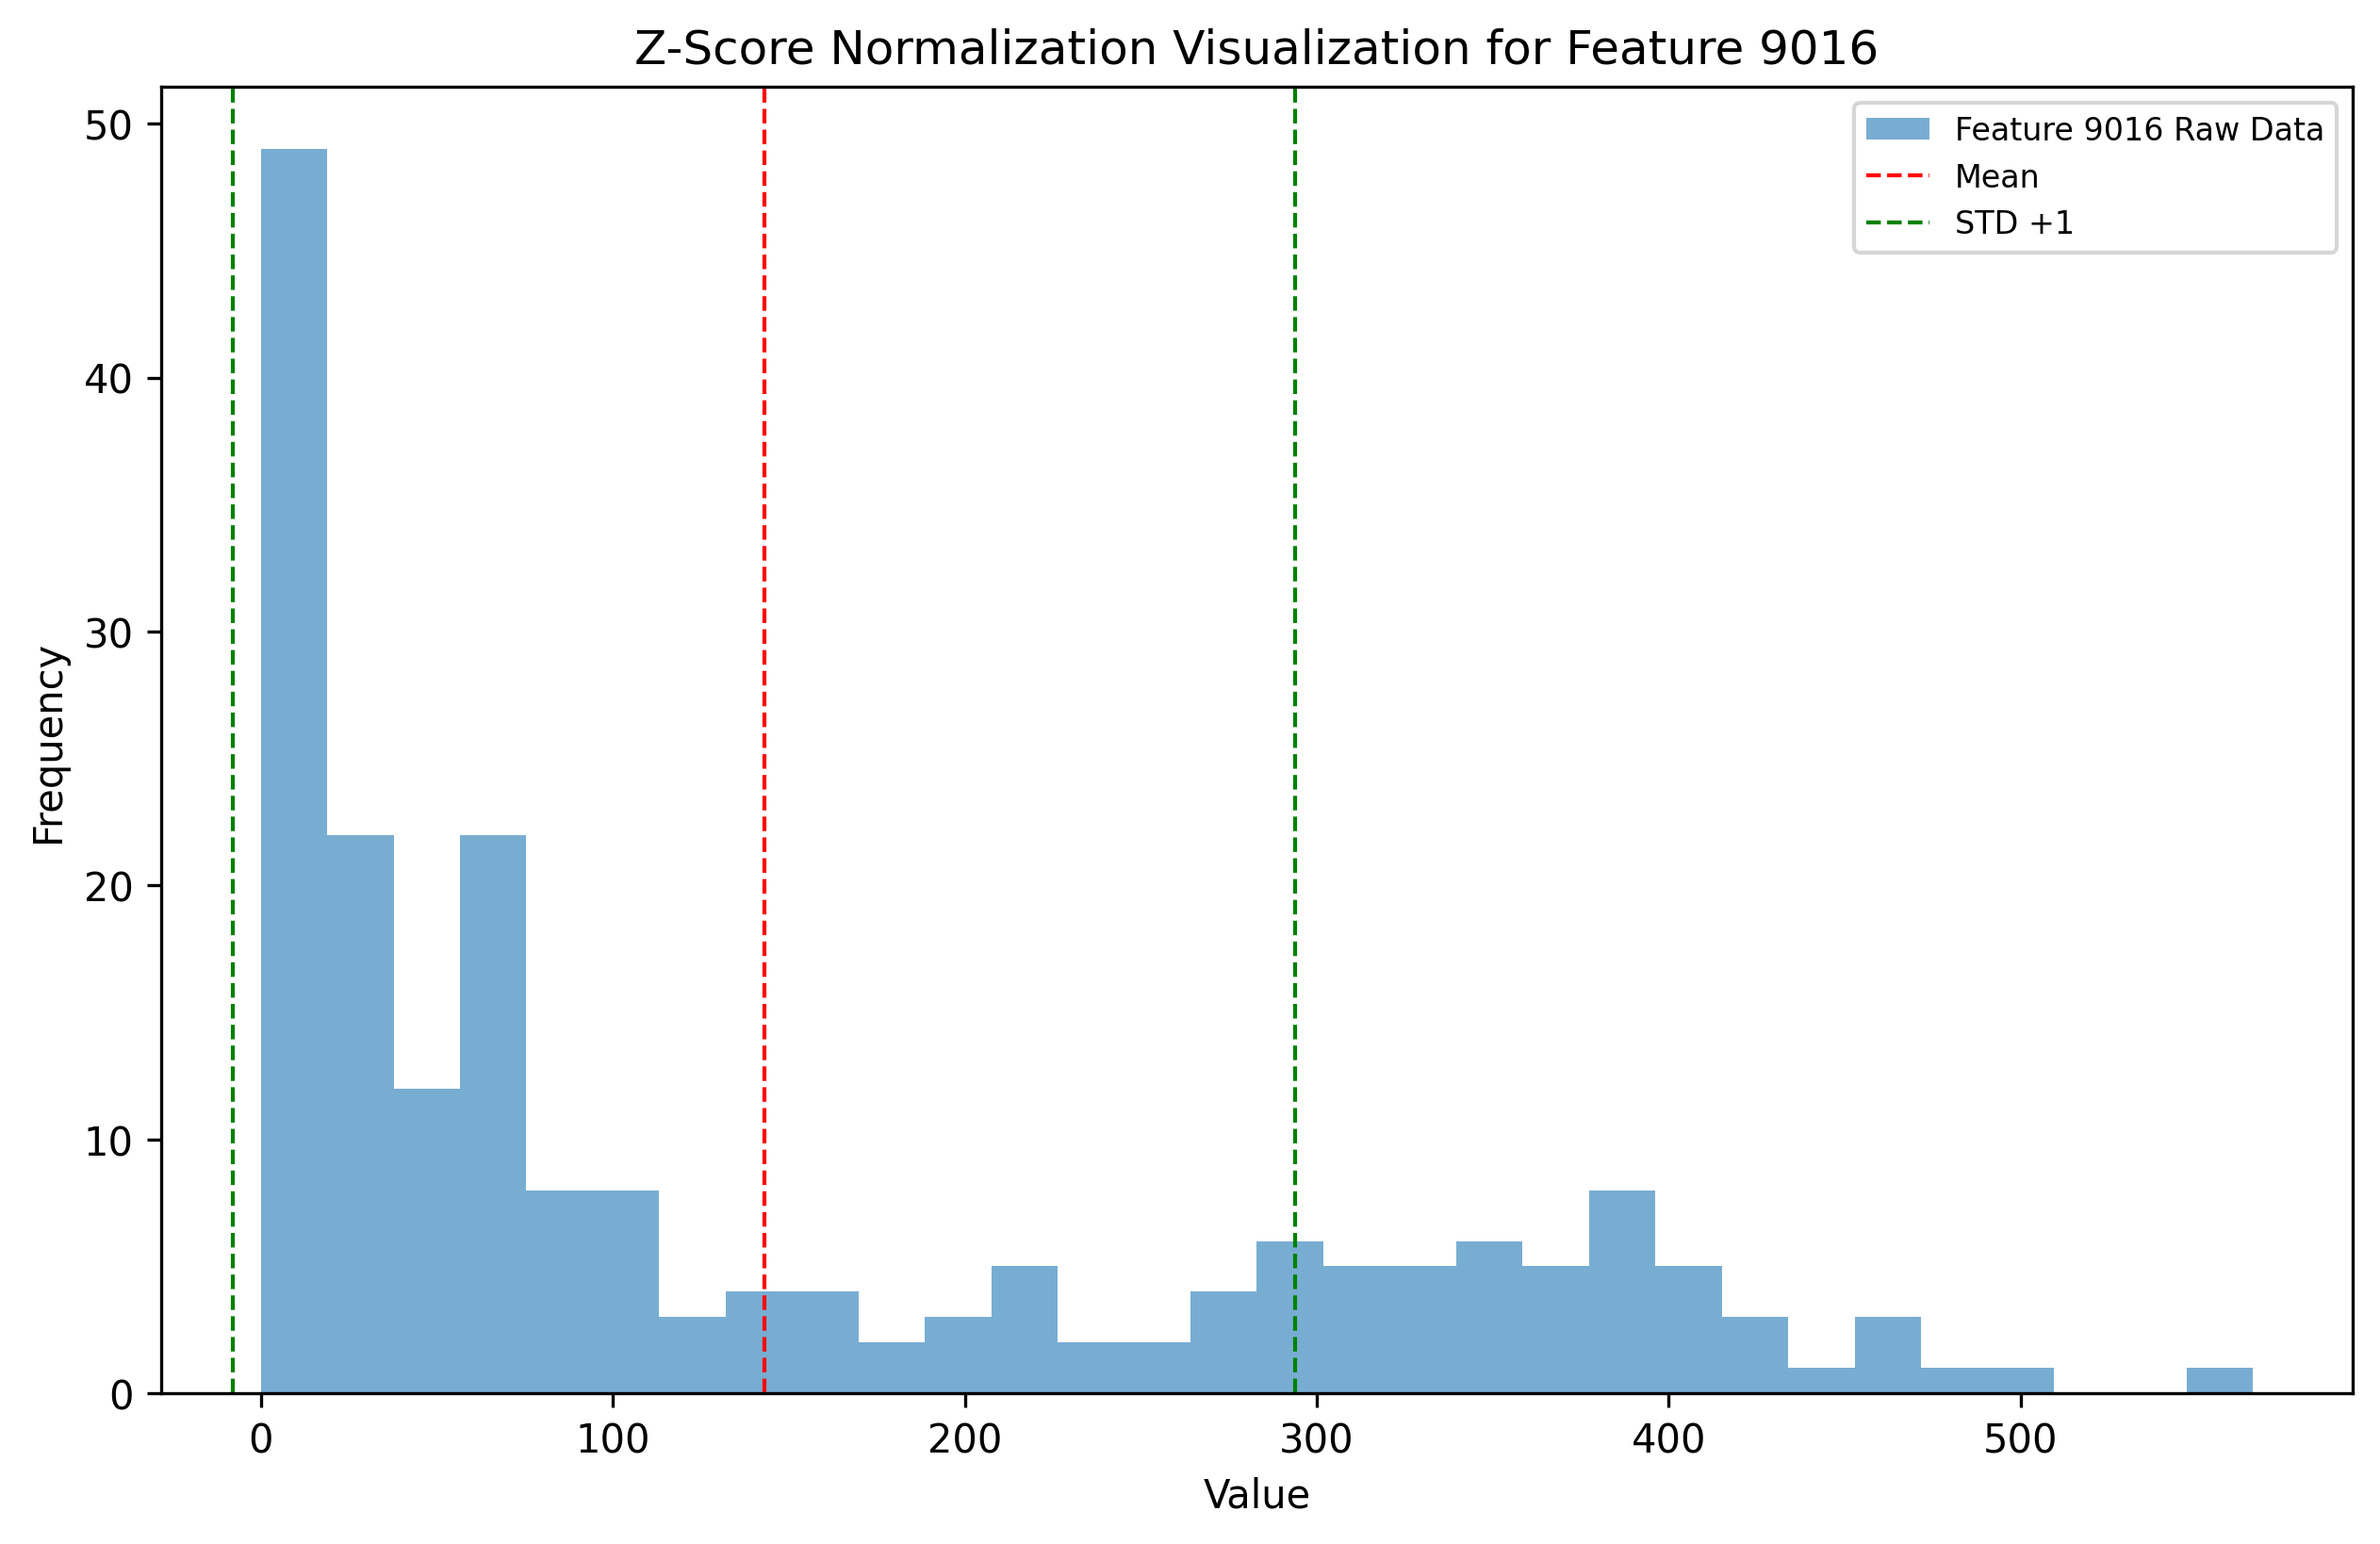 Z-Score Normalization Visualization for Feature 9016
Feature 9016 Raw Data
Mean
STD +1
50
40
30
20
10
0
Frequency
0 100 200 300 400 500
Value